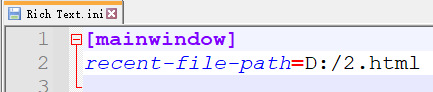 Rich Text.ini
1 [mainwindow]
2 recent-file-path=D:/2.html
3